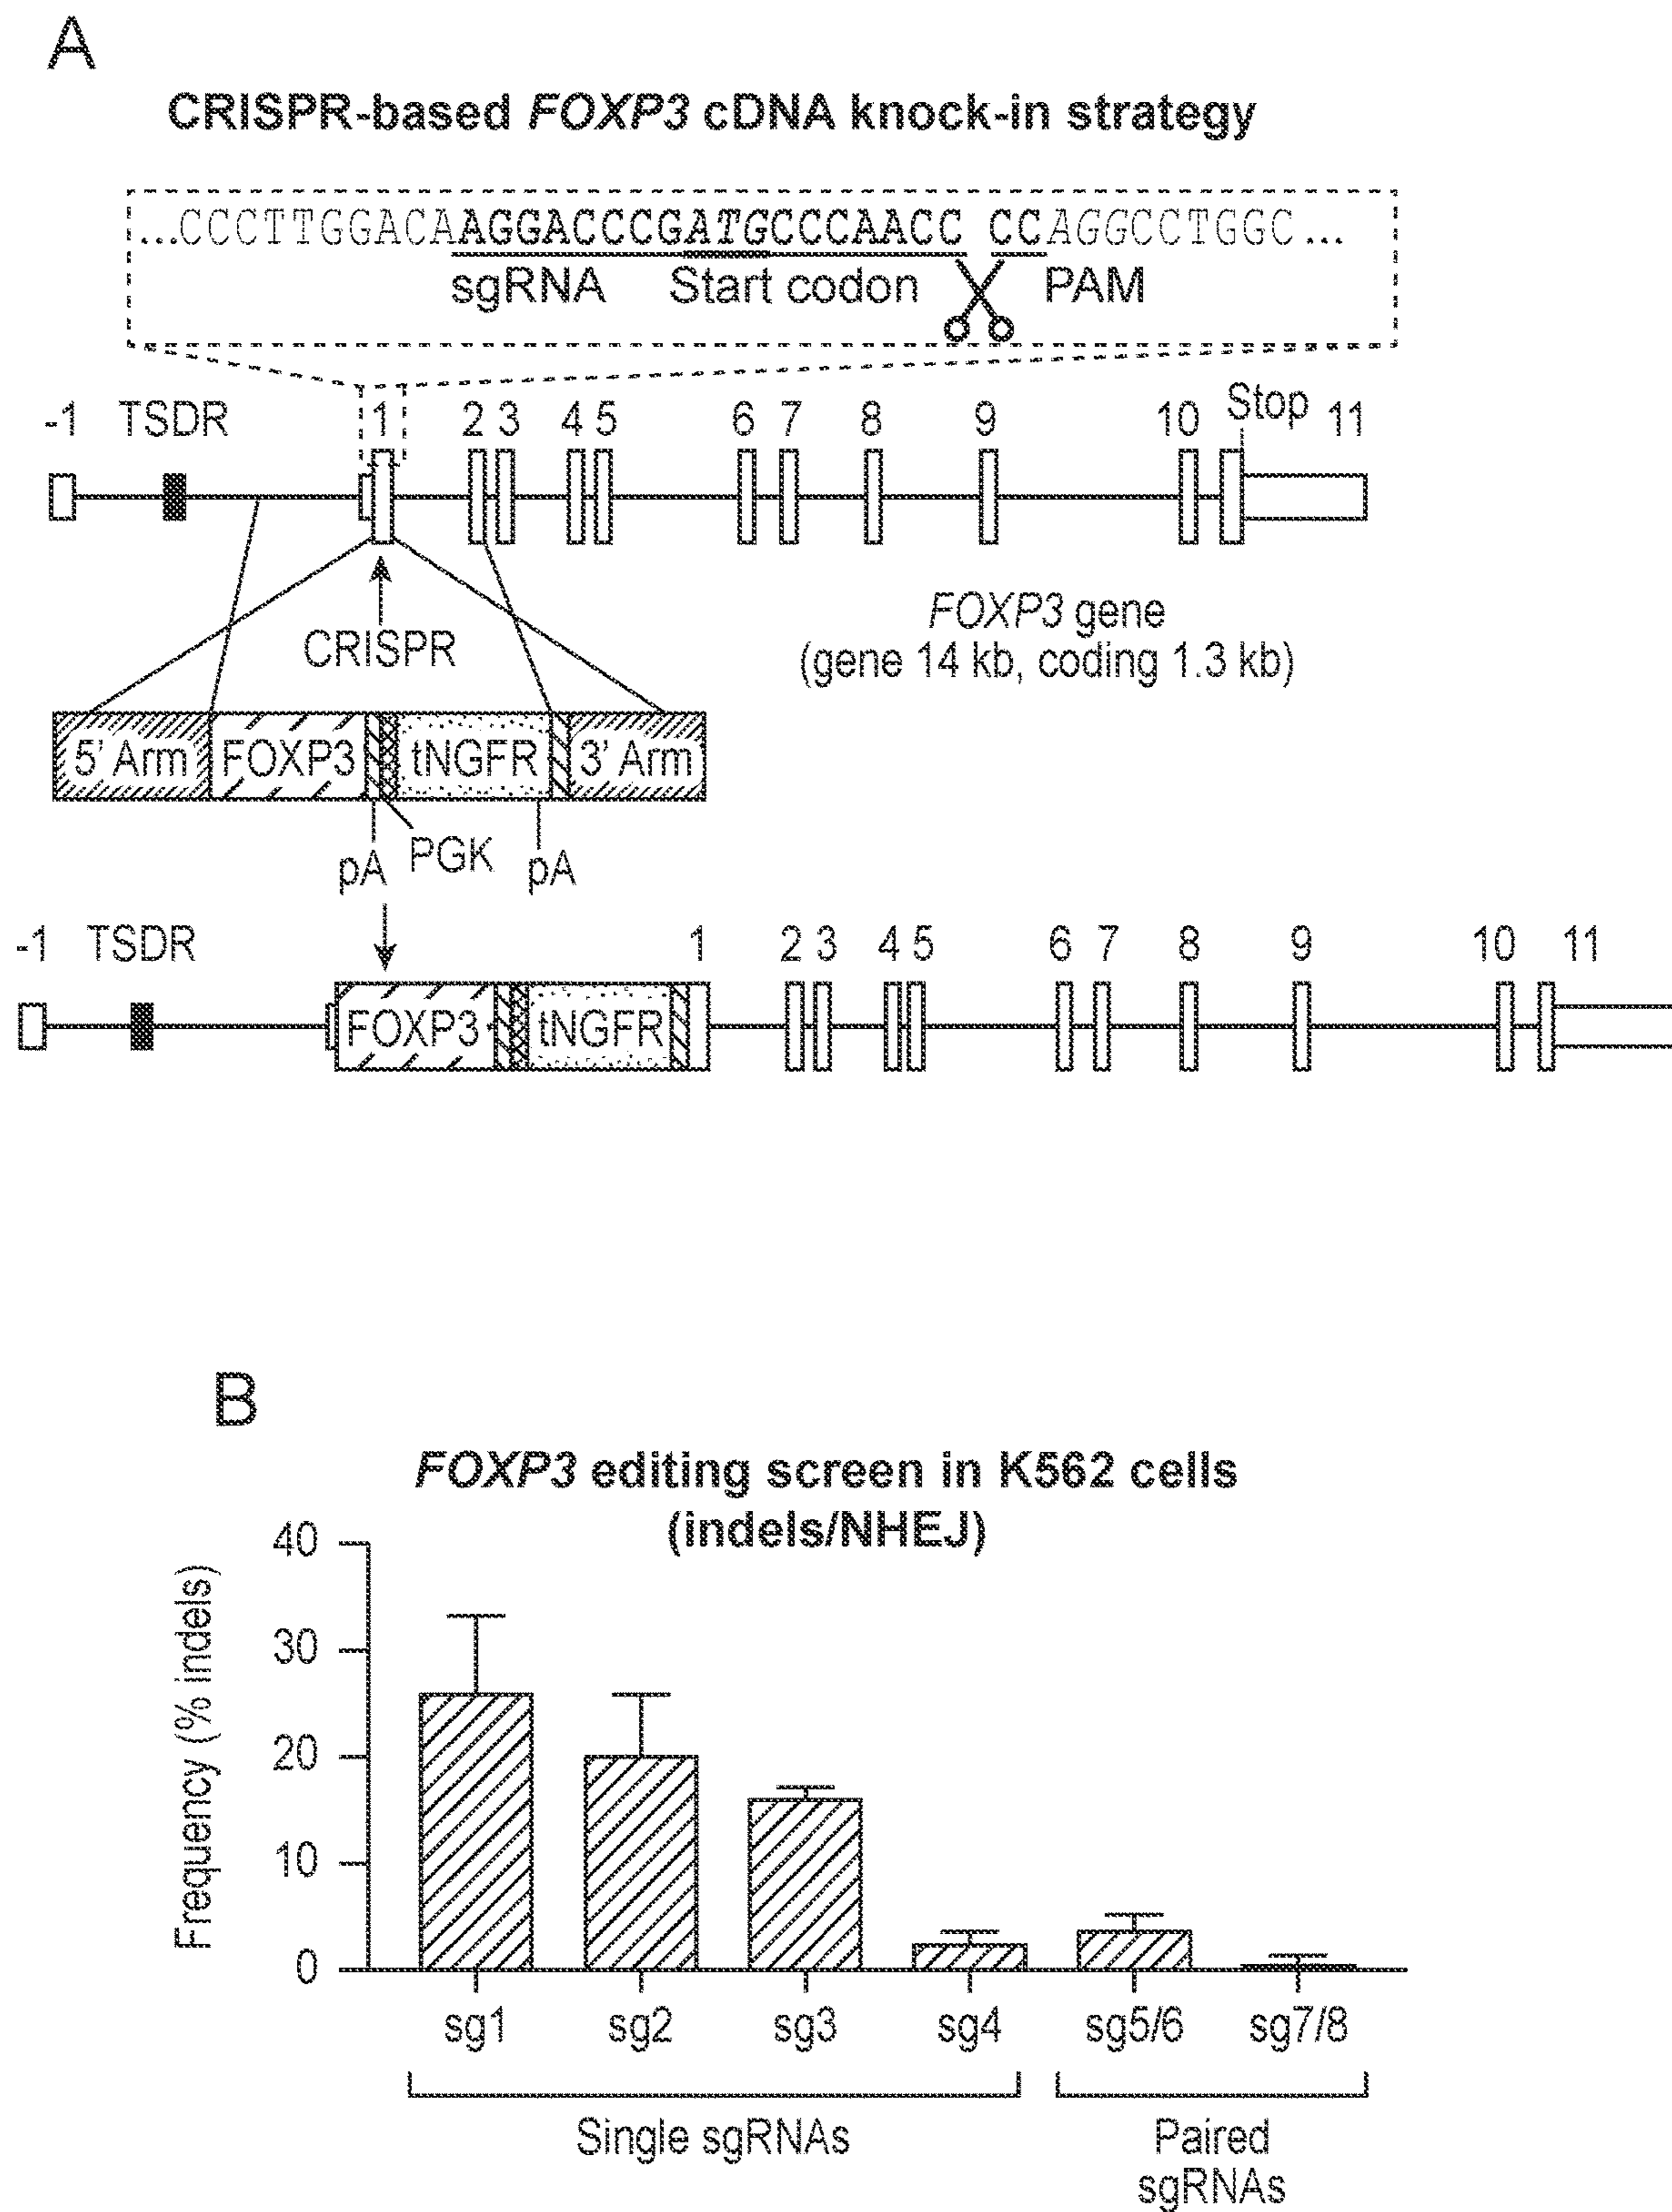 A
CRISPR-based FOXP3 cDNA knock-in strategy
...CCCTTGGACAAGGACCCGATGCCCAACC CCAGGCCTGGC...
sgRNA Start codon PAM
-1 TSDR 1 2 3 4 5 6 7 8 9 10 Stop 11
CRISPR
FOXP3 gene
(gene 14 kb, coding 1.3 kb)
5' Arm FOXP3 tNGFR 3' Arm
pA PGK pA
-1 TSDR 1 2 3 4 5 6 7 8 9 10 11
FOXP3 tNGFR
B
FOXP3 editing screen in K562 cells
(indels/NHEJ)
Frequency (% indels)
40
30
20
10
0
sg1 sg2 sg3 sg4 sg5/6 sg7/8
Single sgRNAs Paired
sgRNAs